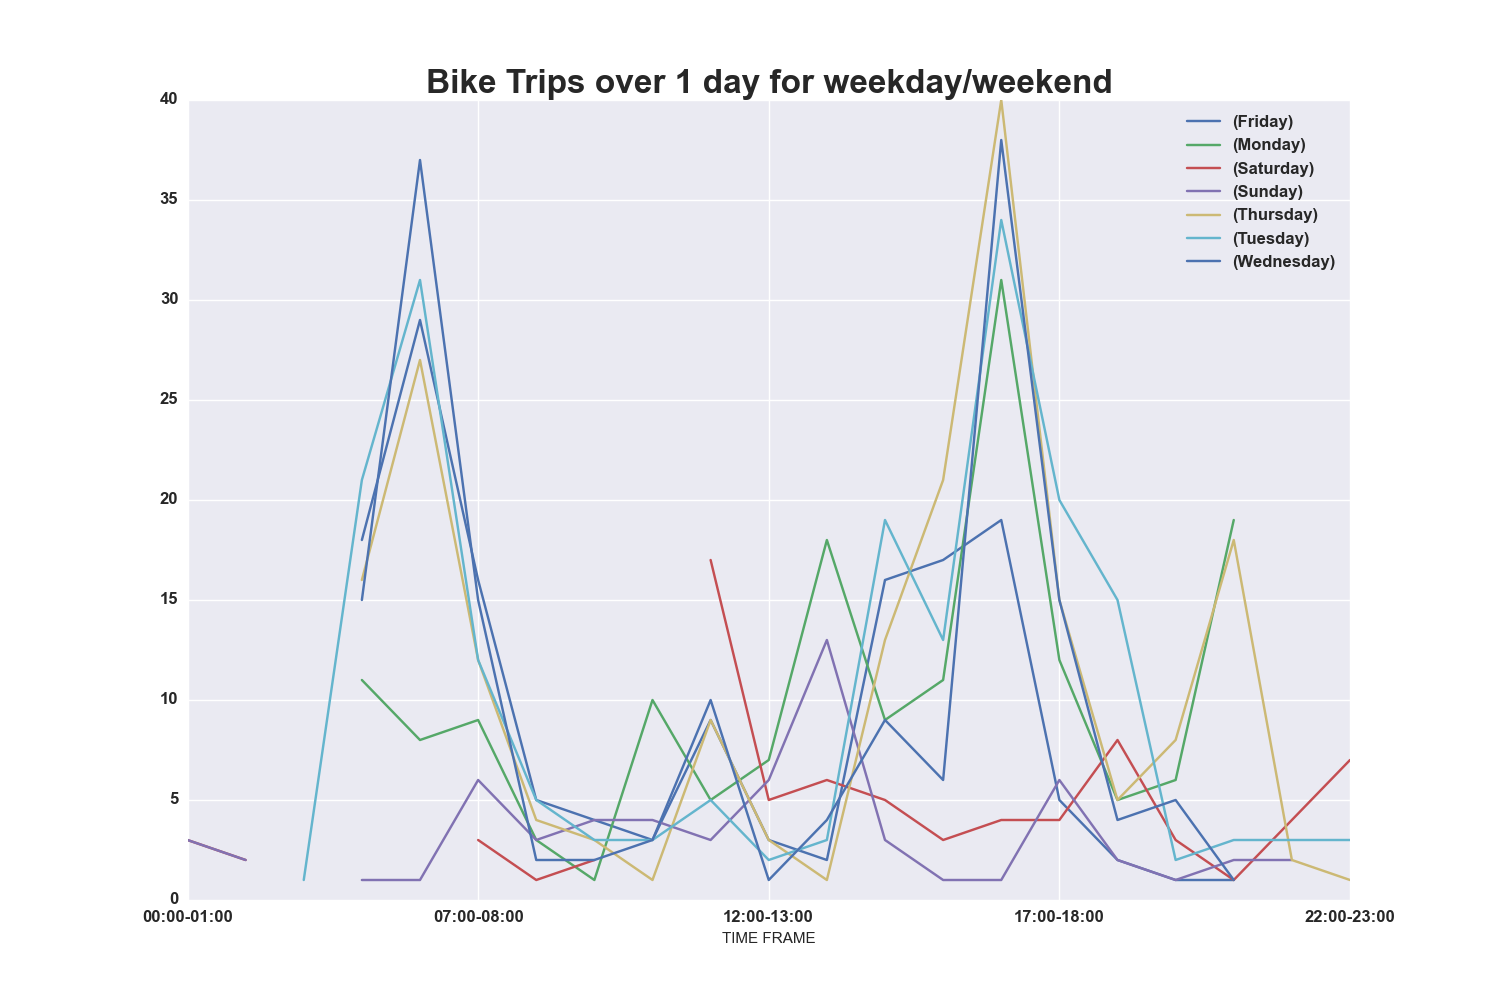 Bike Trips over 1 day for weekday/weekend
40
35
30
25
20
15
10
5
0
(Friday)
(Monday)
(Saturday)
(Sunday)
(Thursday)
(Tuesday)
(Wednesday)
00:00-01:00 07:00-08:00 12:00-13:00 17:00-18:00 22:00-23:00
TIME FRAME